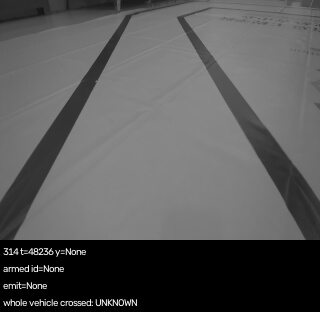 314 t=48236 y=None
armed id=None
emit=None
whole vehicle crossed: UNKNOWN